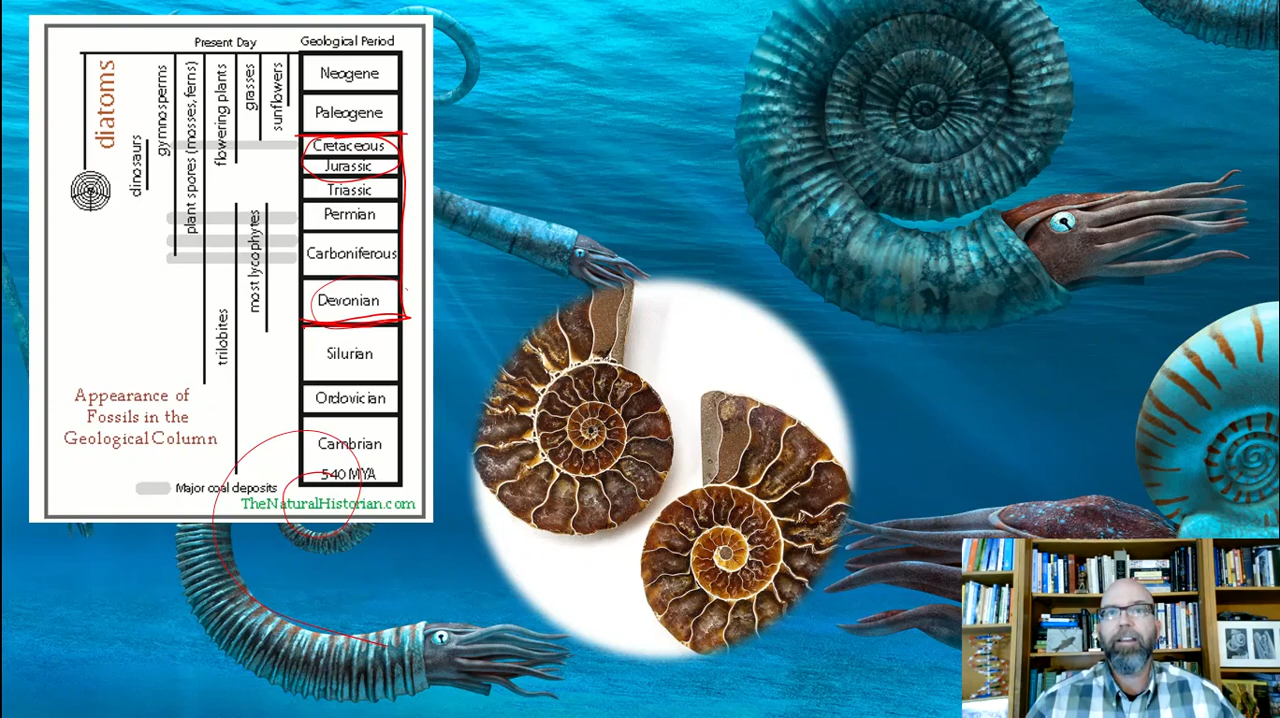 Present Day
Geological Period
diatoms
dinosaurs
gymnosperms
plant spores (mosses, ferns)
flowering plants
grasses
sunflowers
most lycophytes
trilobites
Neogene
Paleogene
Cretaceous
Jurassic
Triassic
Permian
Carboniferous
Devonian
Silurian
Ordovician
Cambrian
540 MYA
Appearance of
Fossils in the
Geological Column
Major coal deposits
TheNaturalHistorian.com